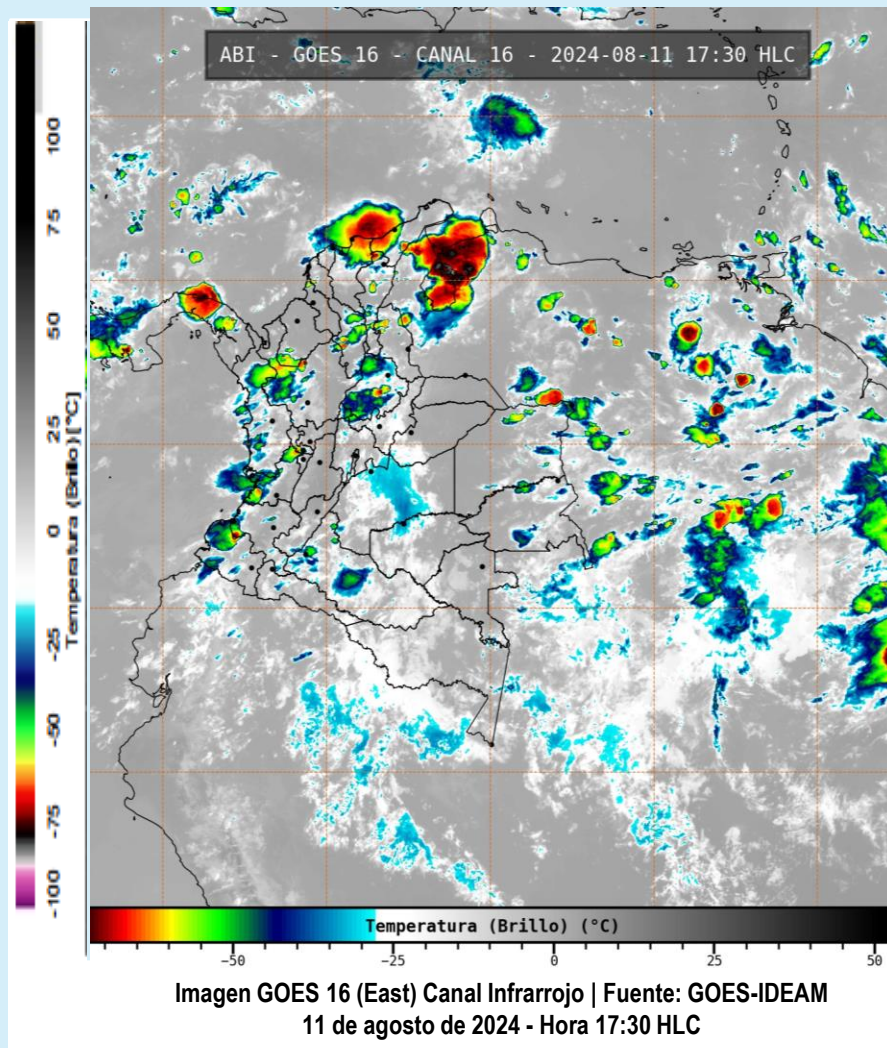 ABI - GOES 16 - CANAL 16 - 2024-08-11 17:30 HLC
100
75
50
25
0
-25
-50
-75
-100
Temperatura (Brillo) [°C]
Temperatura (Brillo) (°C)
−50
−25
0
25
50
Imagen GOES 16 (East) Canal Infrarrojo | Fuente: GOES-IDEAM
11 de agosto de 2024 - Hora 17:30 HLC